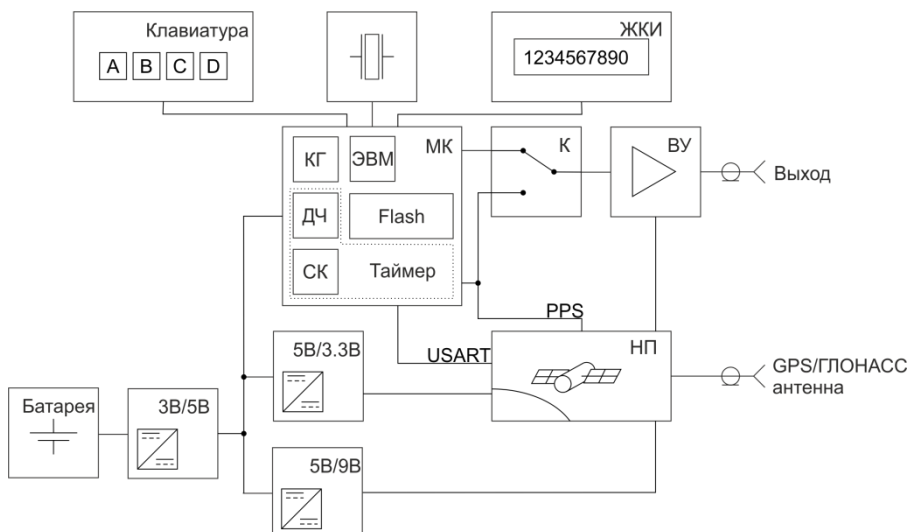 Клавиатура
A B C D
ЖКИ
1234567890
МК
КГ
ЭВМ
К
ВУ
Выход
ДЧ
Flash
СК
Таймер
PPS
USART
НП
GPS/ГЛОНАСС
антенна
5В/3.3В
Батарея
3В/5В
5В/9В